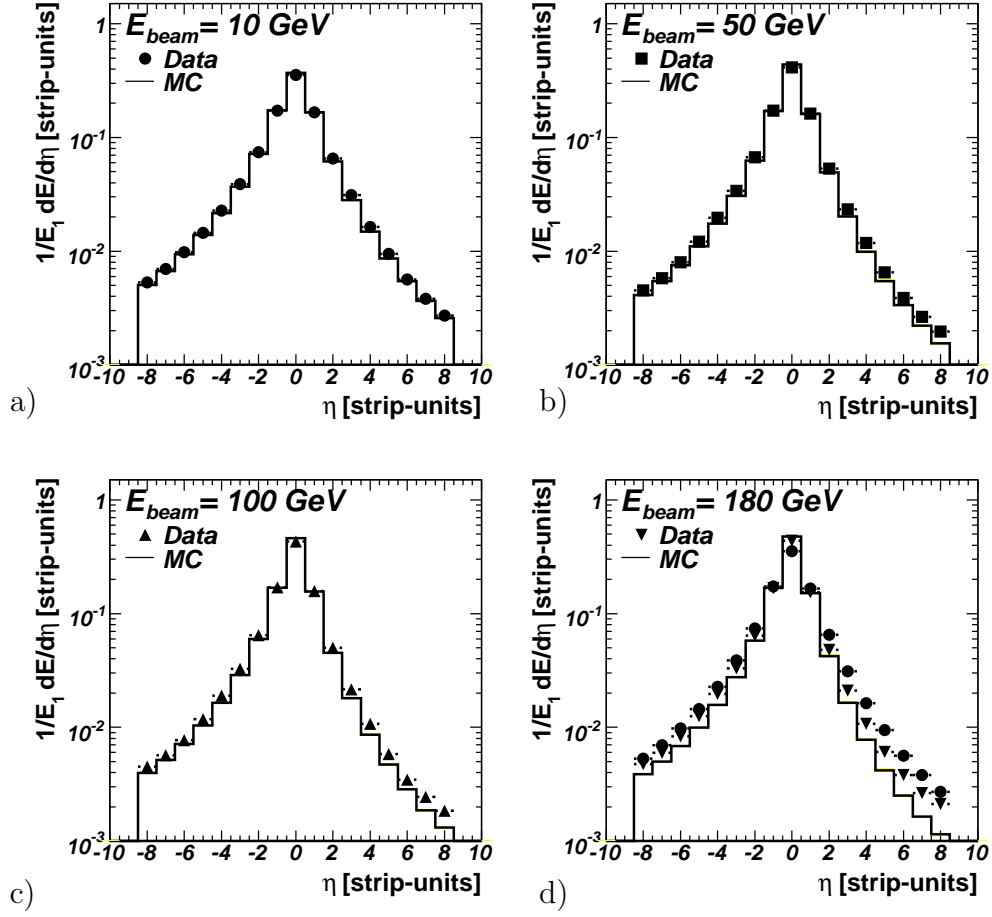 E_beam = 10 GeV
Data
MC
1/E_1 dE/dη [strip-units]
1
10^-1
10^-2
10^-3
-10 -8 -6 -4 -2 0 2 4 6 8 10
η [strip-units]
a)
E_beam = 50 GeV
Data
MC
1/E_1 dE/dη [strip-units]
1
10^-1
10^-2
10^-3
-10 -8 -6 -4 -2 0 2 4 6 8 10
η [strip-units]
b)
E_beam = 100 GeV
Data
MC
1/E_1 dE/dη [strip-units]
1
10^-1
10^-2
10^-3
-10 -8 -6 -4 -2 0 2 4 6 8 10
η [strip-units]
c)
E_beam = 180 GeV
Data
MC
1/E_1 dE/dη [strip-units]
1
10^-1
10^-2
10^-3
-10 -8 -6 -4 -2 0 2 4 6 8 10
η [strip-units]
d)